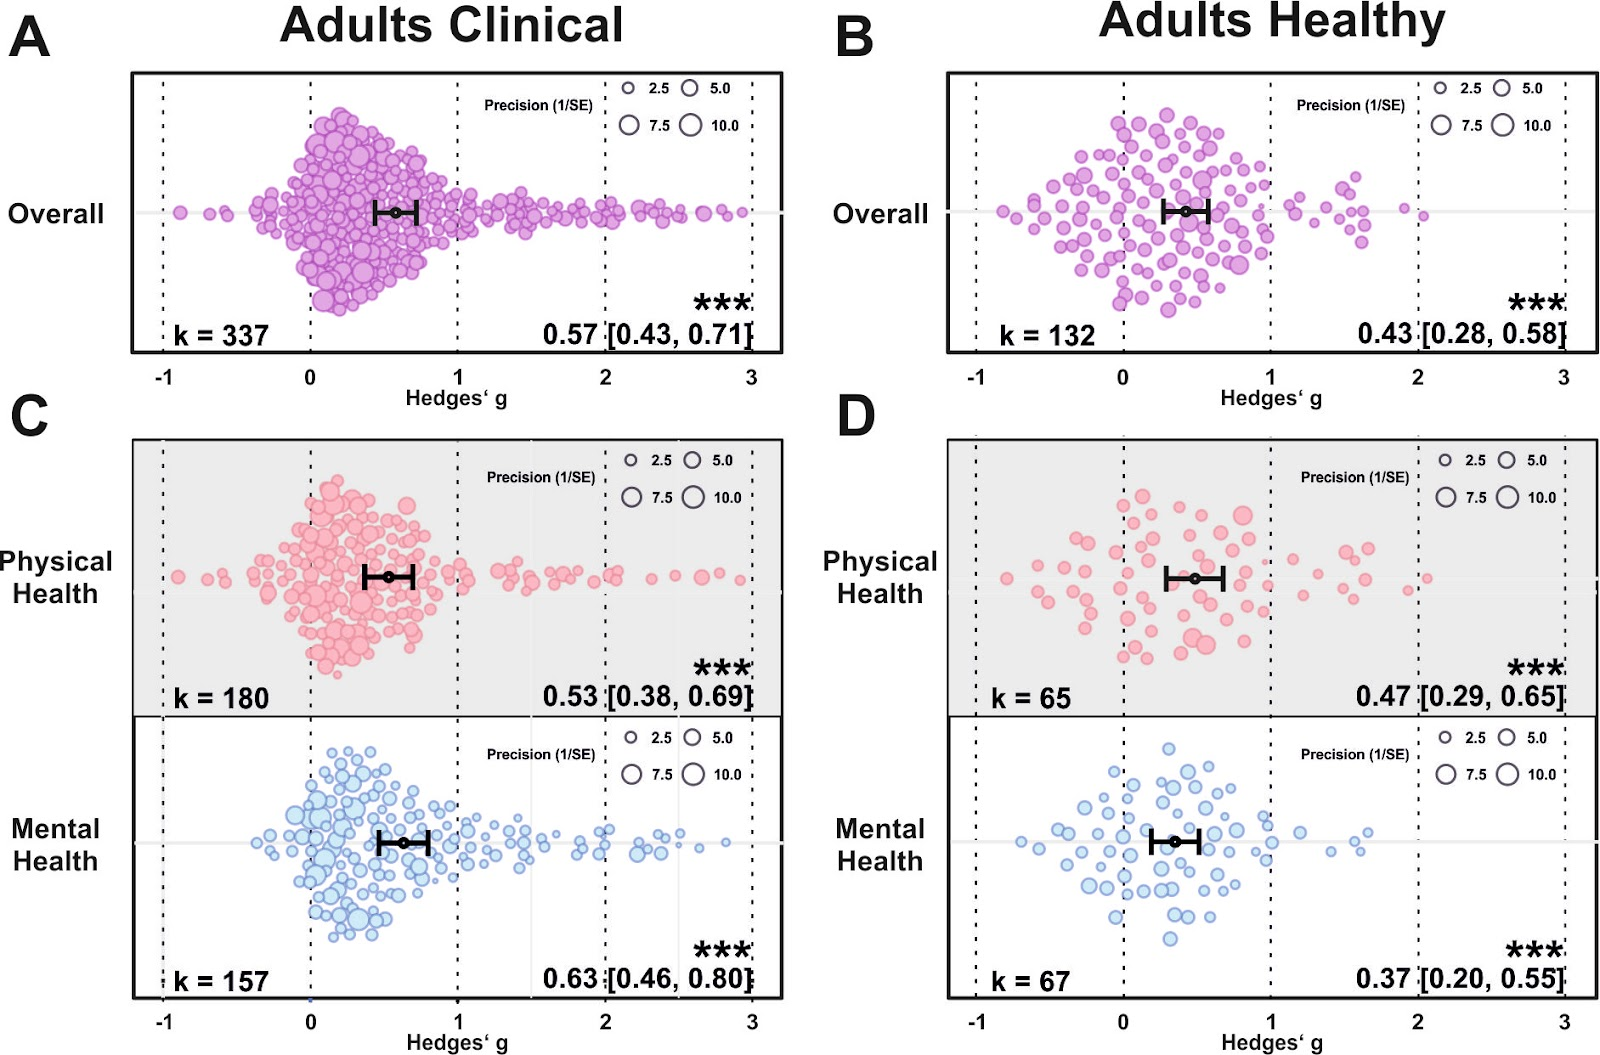 A
Adults Clinical
B
Adults Healthy
Precision (1/SE)
2.5
5.0
7.5
10.0
Overall
***
k = 337
0.57 [0.43, 0.71]
-1
0
1
2
3
Hedges‘ g
Precision (1/SE)
2.5
5.0
7.5
10.0
Overall
***
k = 132
0.43 [0.28, 0.58]
-1
0
1
2
3
Hedges‘ g
C
Precision (1/SE)
2.5
5.0
7.5
10.0
Physical
Health
***
k = 180
0.53 [0.38, 0.69]
Precision (1/SE)
2.5
5.0
7.5
10.0
Mental
Health
***
k = 157
0.63 [0.46, 0.80]
-1
0
1
2
3
Hedges‘ g
D
Precision (1/SE)
2.5
5.0
7.5
10.0
Physical
Health
***
k = 65
0.47 [0.29, 0.65]
Precision (1/SE)
2.5
5.0
7.5
10.0
Mental
Health
***
k = 67
0.37 [0.20, 0.55]
-1
0
1
2
3
Hedges‘ g